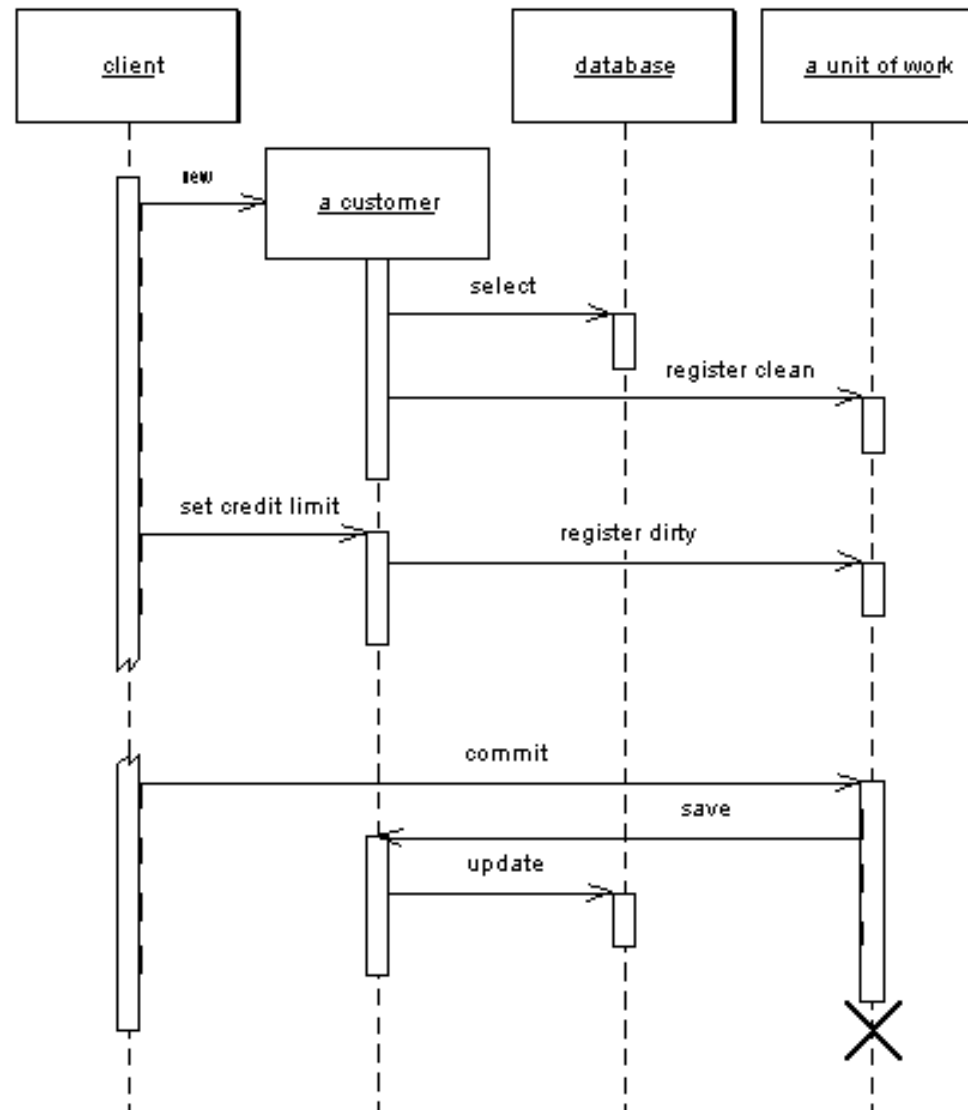 client
database
a unit of work
new
a customer
select
register clean
set credit limit
register dirty
commit
save
update